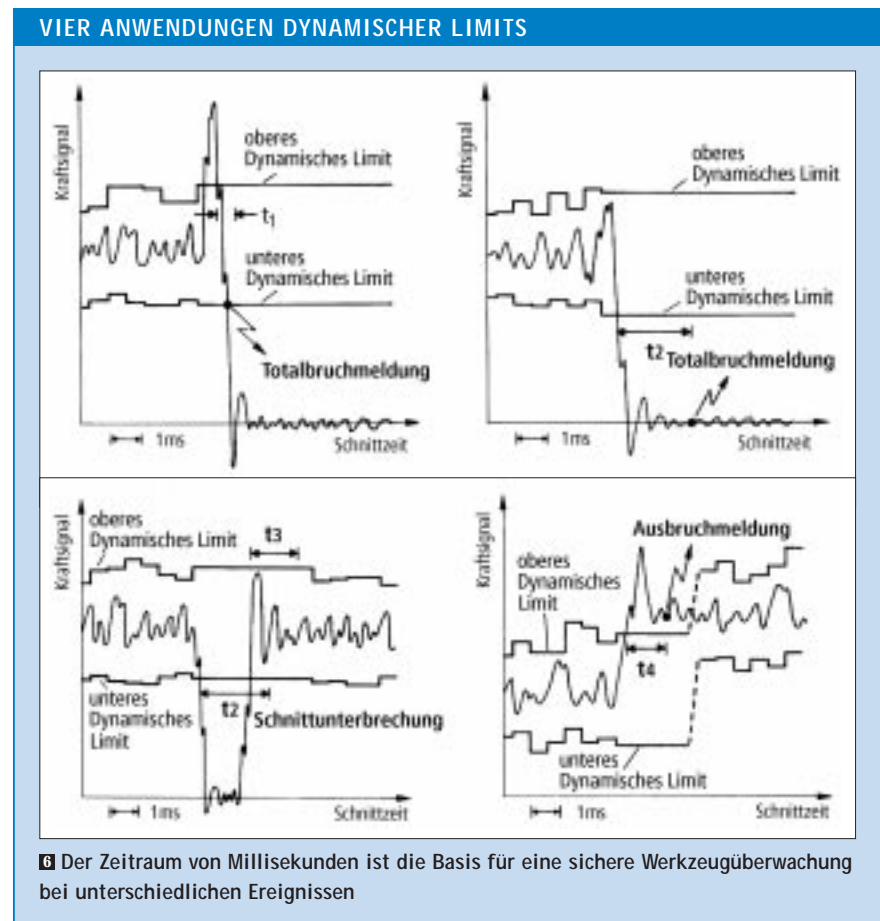 VIER ANWENDUNGEN DYNAMISCHER LIMITS
Kraftsignal
oberes
Dynamisches Limit
t1
unteres
Dynamisches Limit
Totalbruchmeldung
1ms
Schnittzeit
Kraftsignal
oberes
Dynamisches Limit
unteres
Dynamisches Limit
t2
Totalbruchmeldung
1ms
Schnittzeit
Kraftsignal
oberes
Dynamisches Limit
t3
unteres
Dynamisches
Limit
t2
Schnittunterbrechung
1ms
Schnittzeit
Kraftsignal
Ausbruchmeldung
oberes
Dynamisches
Limit
t4
unteres
Dynamisches Limit
1ms
Schnittzeit
6 Der Zeitraum von Millisekunden ist die Basis für eine sichere Werkzeugüberwachung
bei unterschiedlichen Ereignissen